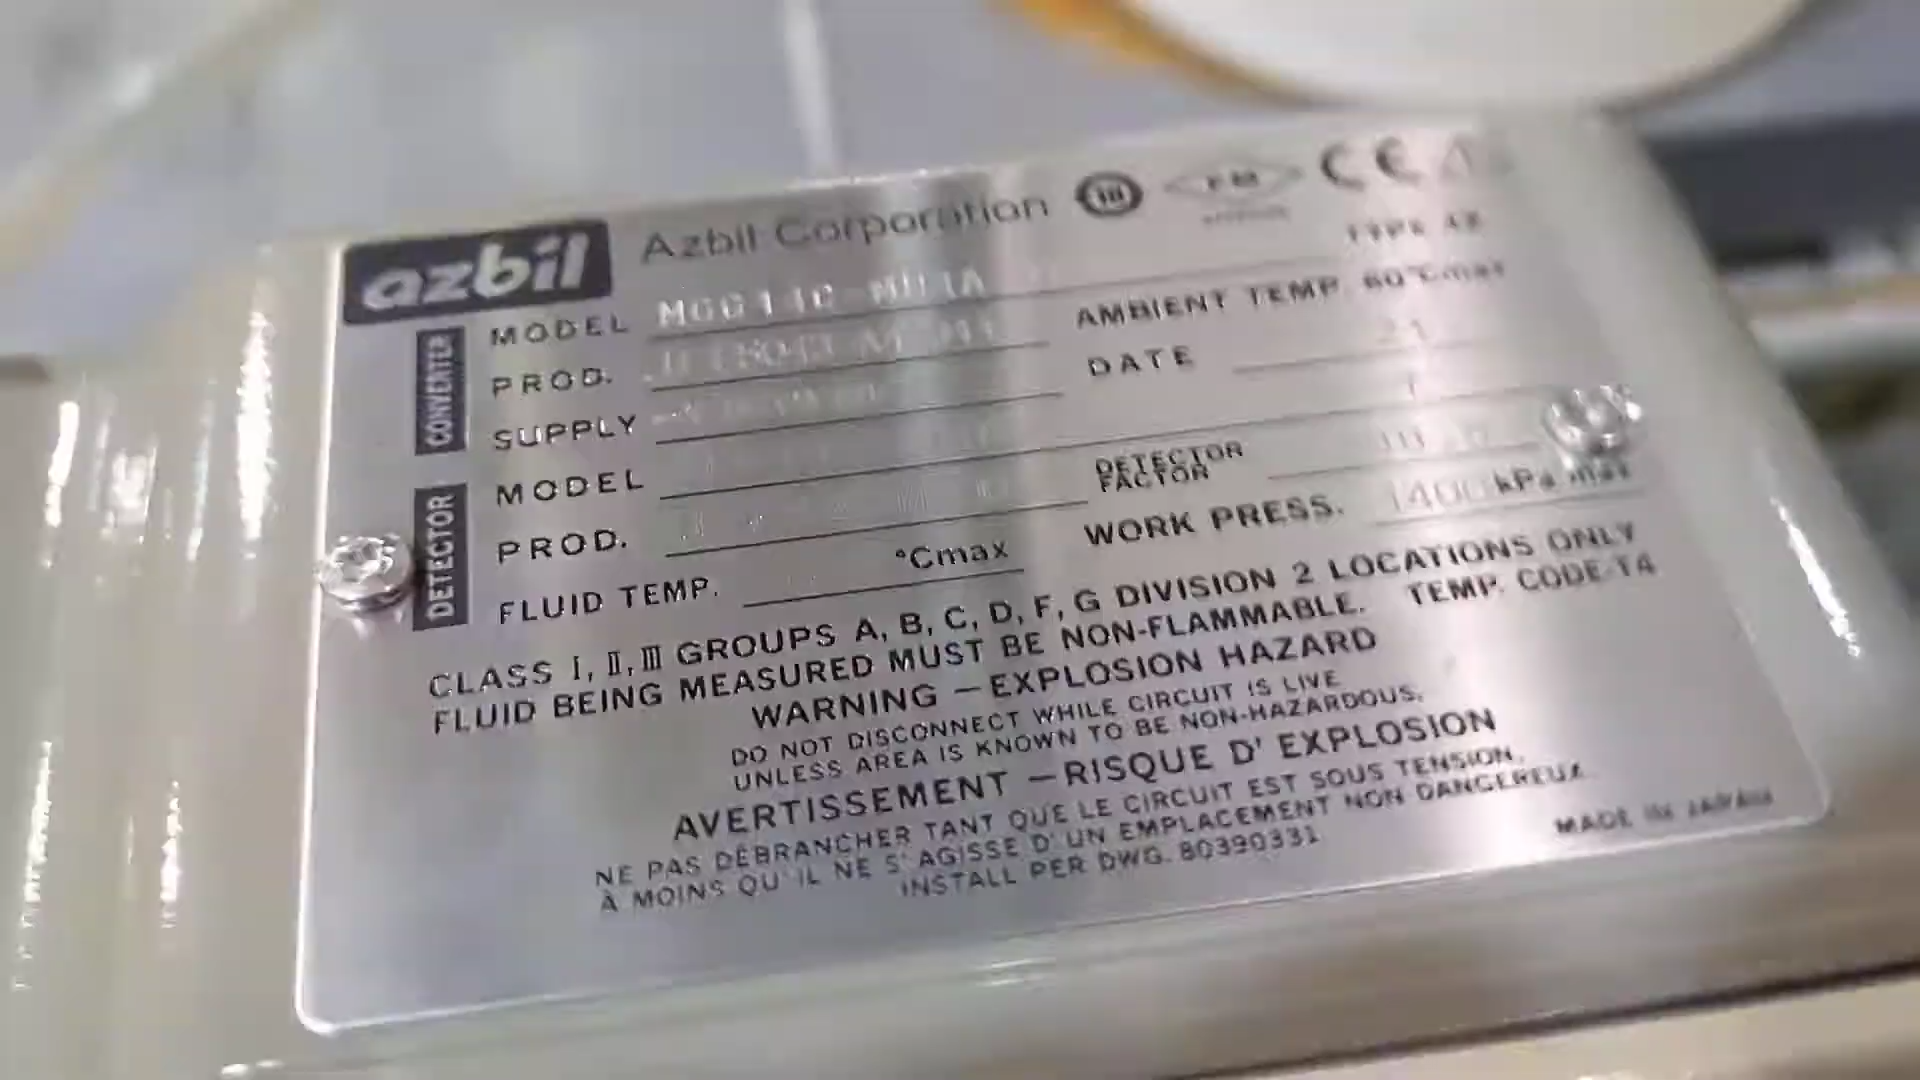 azbil Azbil Corporation FM CE
TYPE 4X
CONVERTER
MODEL AMBIENT TEMP. 60°Cmax
PROD. DATE
SUPPLY
DETECTOR
MODEL DETECTOR FACTOR
PROD. WORK PRESS. kPa max
FLUID TEMP. °Cmax
CLASS I, II, III GROUPS A, B, C, D, F, G DIVISION 2 LOCATIONS ONLY
FLUID BEING MEASURED MUST BE NON-FLAMMABLE. TEMP. CODE-T4
WARNING — EXPLOSION HAZARD
DO NOT DISCONNECT WHILE CIRCUIT IS LIVE
UNLESS AREA IS KNOWN TO BE NON-HAZARDOUS.
AVERTISSEMENT — RISQUE D' EXPLOSION
NE PAS DÉBRANCHER TANT QUE LE CIRCUIT EST SOUS TENSION,
À MOINS QU'IL NE S'AGISSE D'UN EMPLACEMENT NON DANGEREUX.
INSTALL PER DWG. 80390331
MADE IN JAPAN